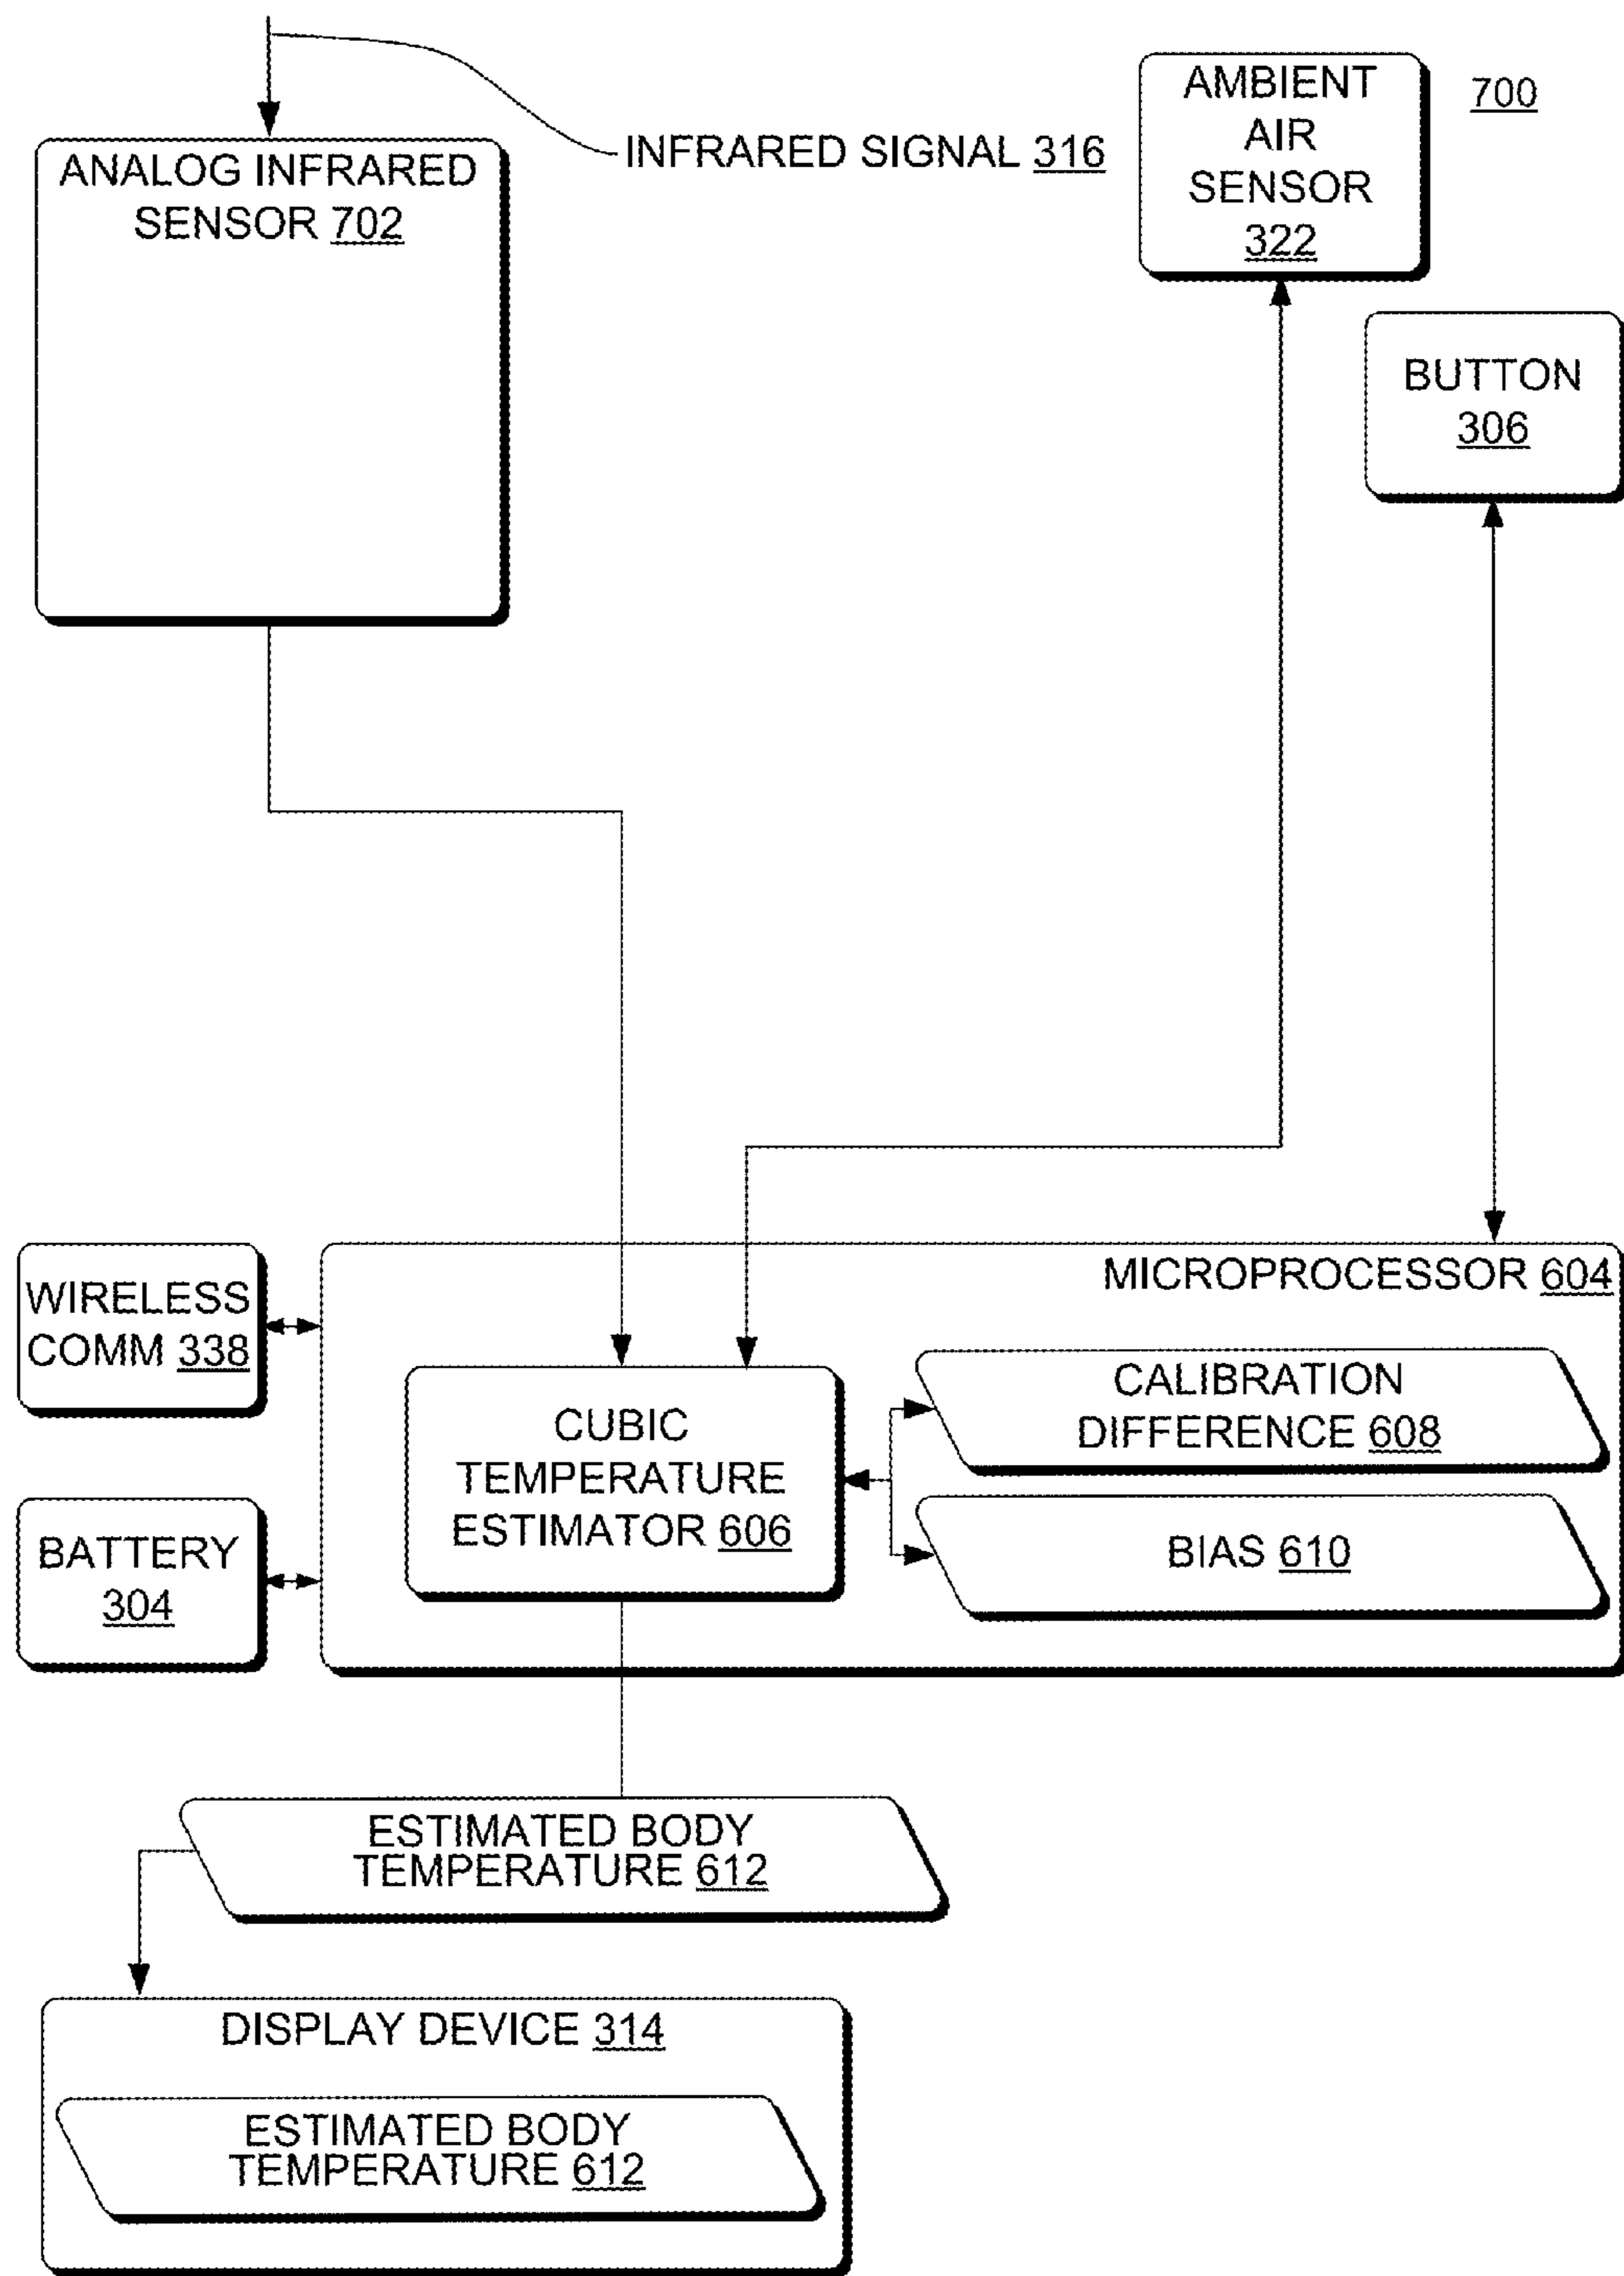 ANALOG INFRARED
SENSOR 702
INFRARED SIGNAL 316
AMBIENT
AIR
SENSOR
322
700
BUTTON
306
MICROPROCESSOR 604
WIRELESS
COMM 338
BATTERY
304
CUBIC
TEMPERATURE
ESTIMATOR 606
CALIBRATION
DIFFERENCE 608
BIAS 610
ESTIMATED BODY
TEMPERATURE 612
DISPLAY DEVICE 314
ESTIMATED BODY
TEMPERATURE 612